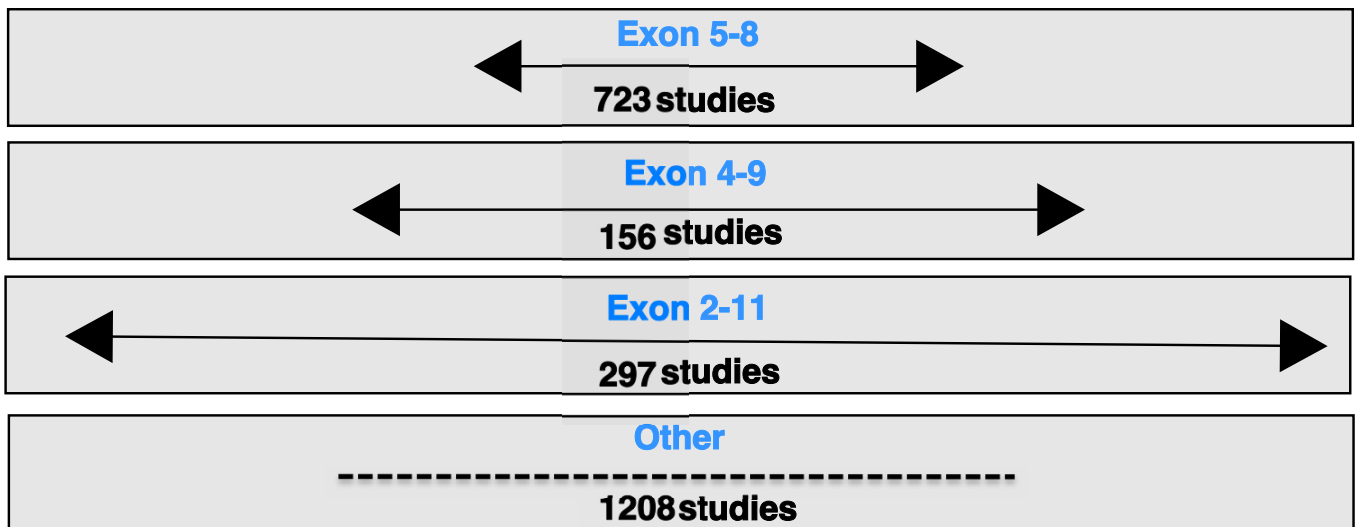 Exon 5-8
723 studies
Exon 4-9
156 studies
Exon 2-11
297 studies
Other
1208 studies